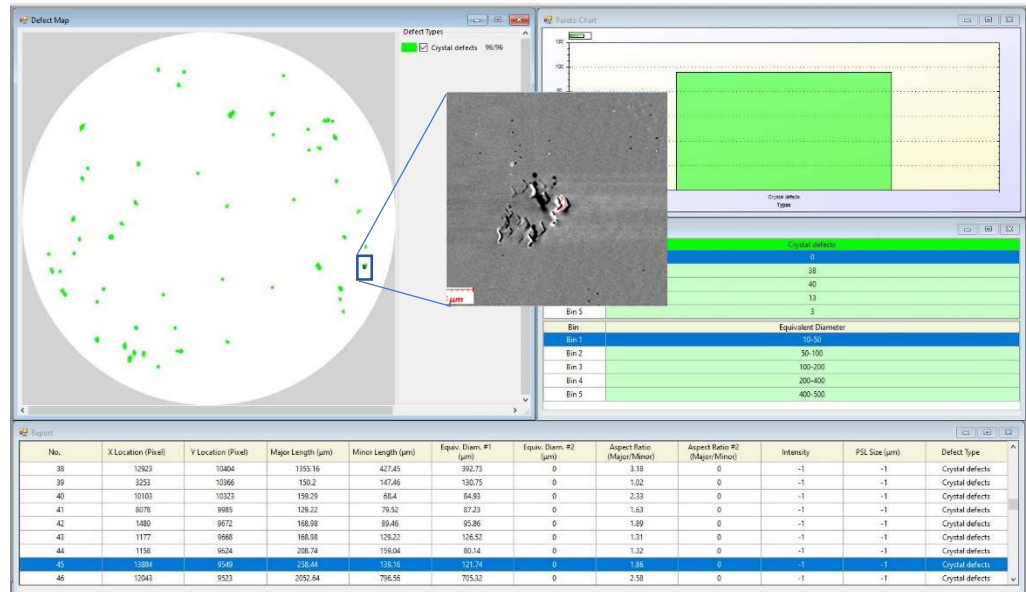 Defect Map
Defect Types
Crystal defects 96/96
Pareto Chart
100
Crystal defects
Types
µm
Crystal defects
0
38
40
13
Bin 5 3
Bin Equivalent Diameter
Bin 1 10-50
Bin 2 50-100
Bin 3 100-200
Bin 4 200-400
Bin 5 400-500
Report
No. X Location (Pixel) Y Location (Pixel) Major Length (µm) Minor Length (µm) Equiv. Diam. #1 (µm) Equiv. Diam. #2 (µm) Aspect Ratio (Major/Minor) Aspect Ratio #2 (Major/Minor) Intensity PSL Size (µm) Defect Type
38 12923 10404 1355.16 427.45 392.73 0 3.18 0 -1 -1 Crystal defects
39 3253 10366 150.2 147.46 130.75 0 1.02 0 -1 -1 Crystal defects
40 10103 10323 159.29 68.4 84.93 0 2.33 0 -1 -1 Crystal defects
41 8078 9985 129.22 79.52 87.23 0 1.63 0 -1 -1 Crystal defects
42 1480 9672 168.98 89.46 95.86 0 1.89 0 -1 -1 Crystal defects
43 1177 9668 168.98 129.22 126.52 0 1.31 0 -1 -1 Crystal defects
44 1158 9624 208.74 159.04 80.14 0 1.32 0 -1 -1 Crystal defects
45 13884 9549 258.44 139.16 121.74 0 1.86 0 -1 -1 Crystal defects
46 12043 9523 2052.64 796.56 705.32 0 2.58 0 -1 -1 Crystal defects